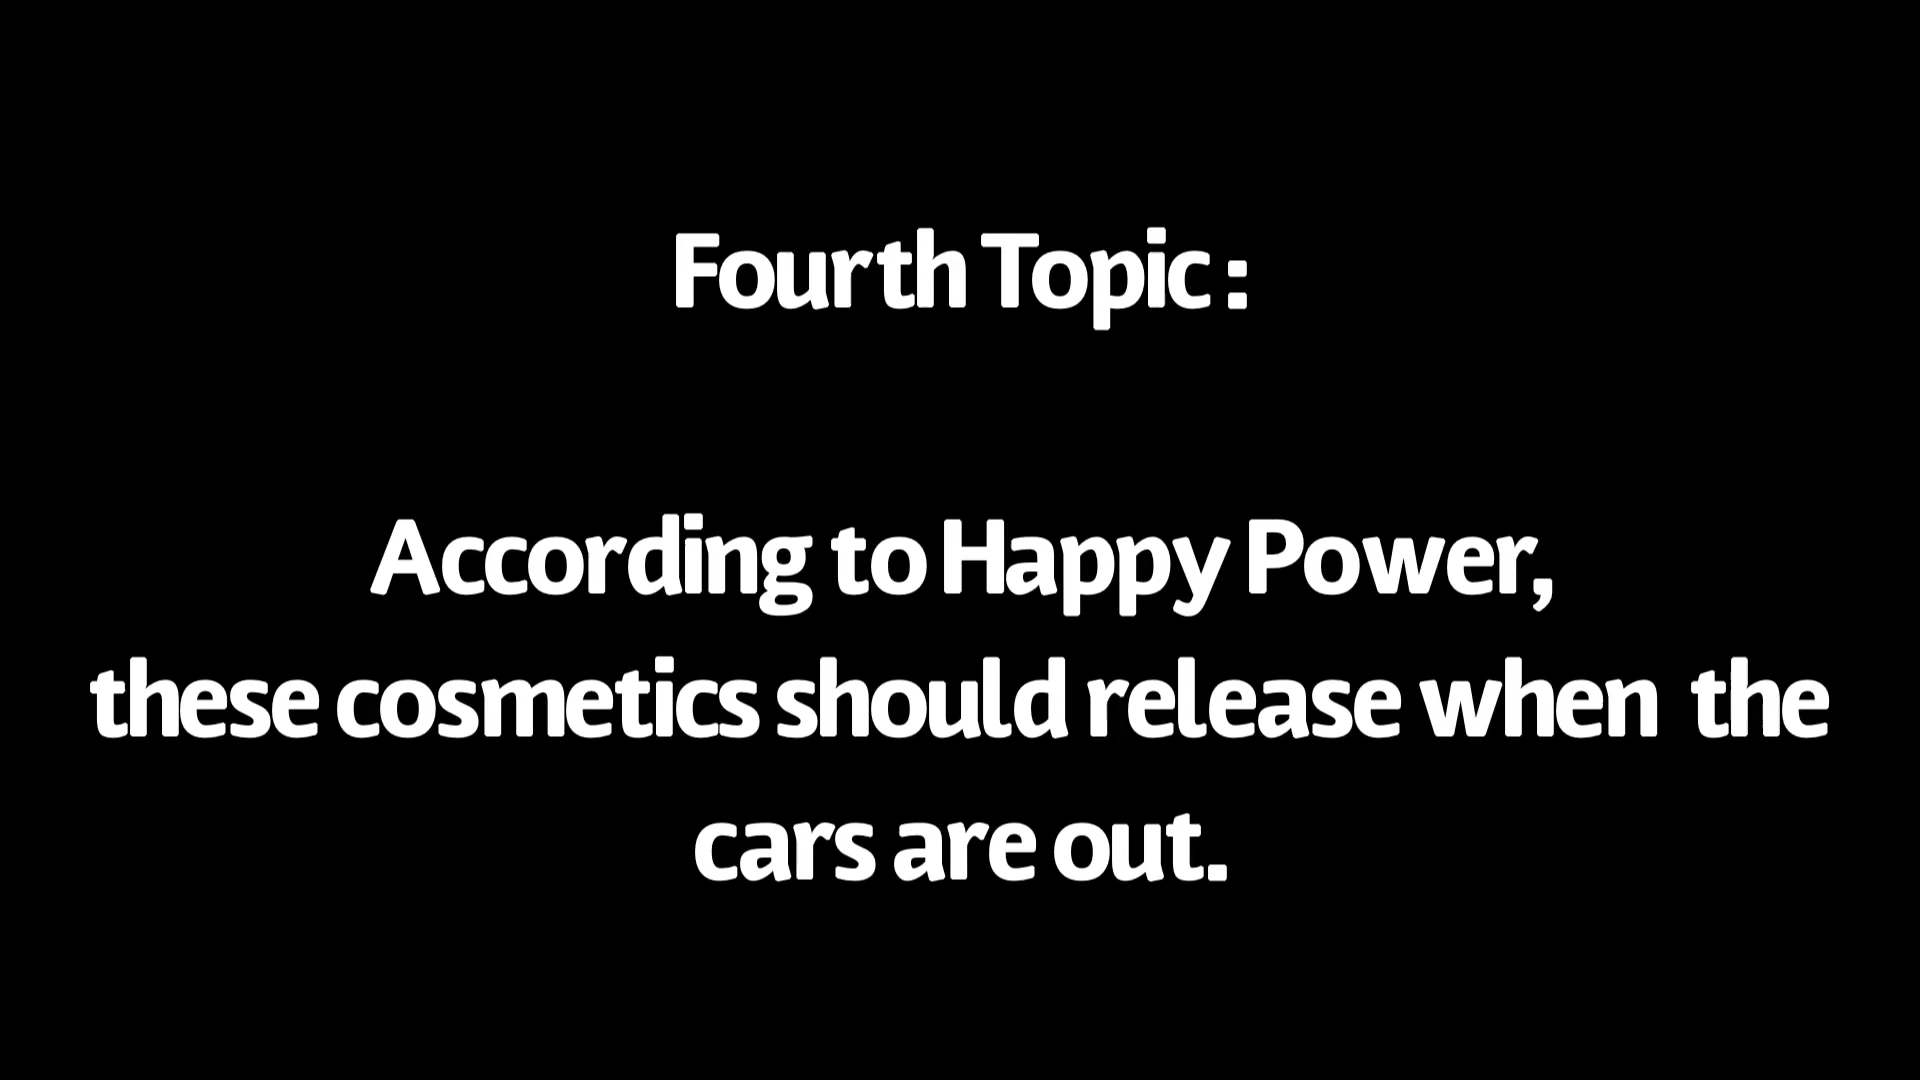 Fourth Topic :
According to Happy Power,
these cosmetics should release when the
cars are out.